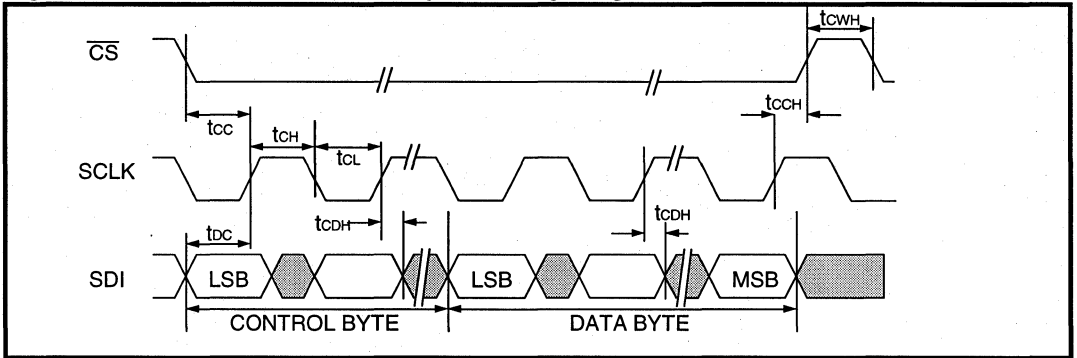 tCWH
CS
tCCH
tCC
tCH
tCL
SCLK
tCDH
tCDH
tDC
SDI
LSB
LSB
MSB
CONTROL BYTE
DATA BYTE